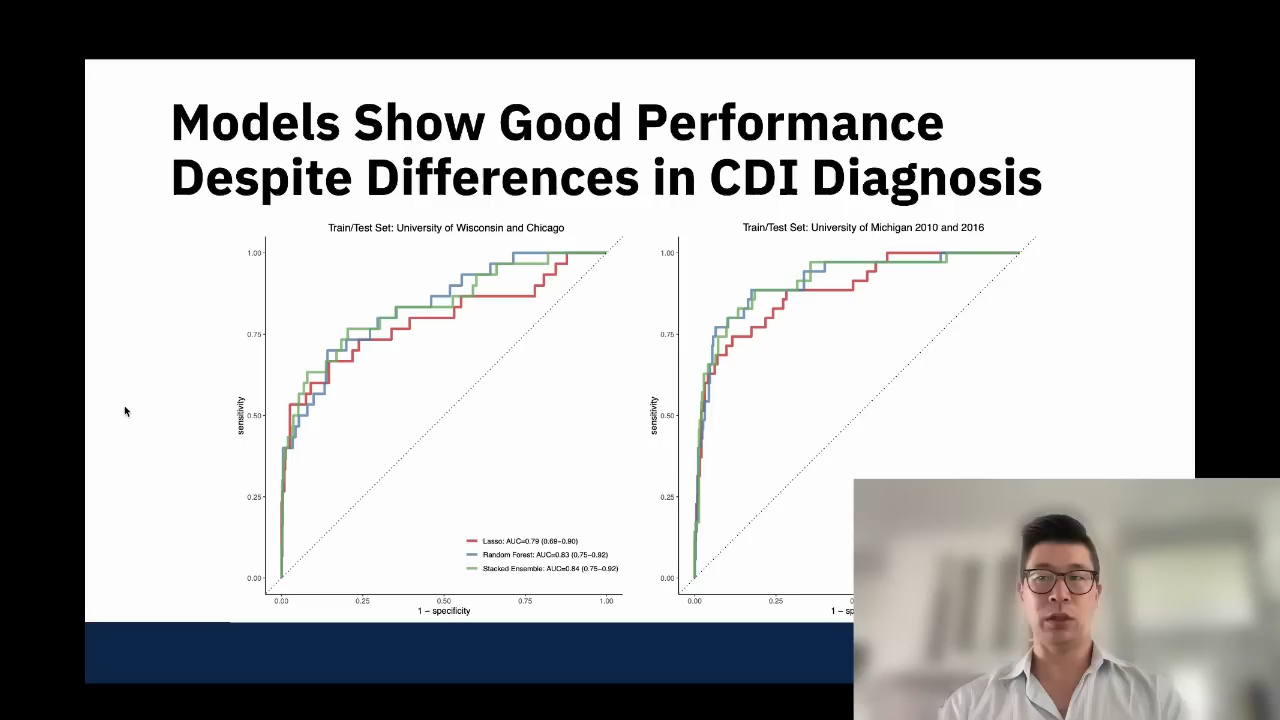 Models Show Good Performance
Despite Differences in CDI Diagnosis
Train/Test Set: University of Wisconsin and Chicago
1.00
0.75
0.50
0.25
0.00
sensitivity
Lasso: AUC=0.79 (0.69–0.90)
Random Forest: AUC=0.83 (0.75–0.92)
Stacked Ensemble: AUC=0.84 (0.75–0.92)
0.00 0.25 0.50 0.75 1.00
1 – specificity
Train/Test Set: University of Michigan 2010 and 2016
1.00
0.75
0.50
0.25
0.00
sensitivity
0.00 0.25
1 – sp